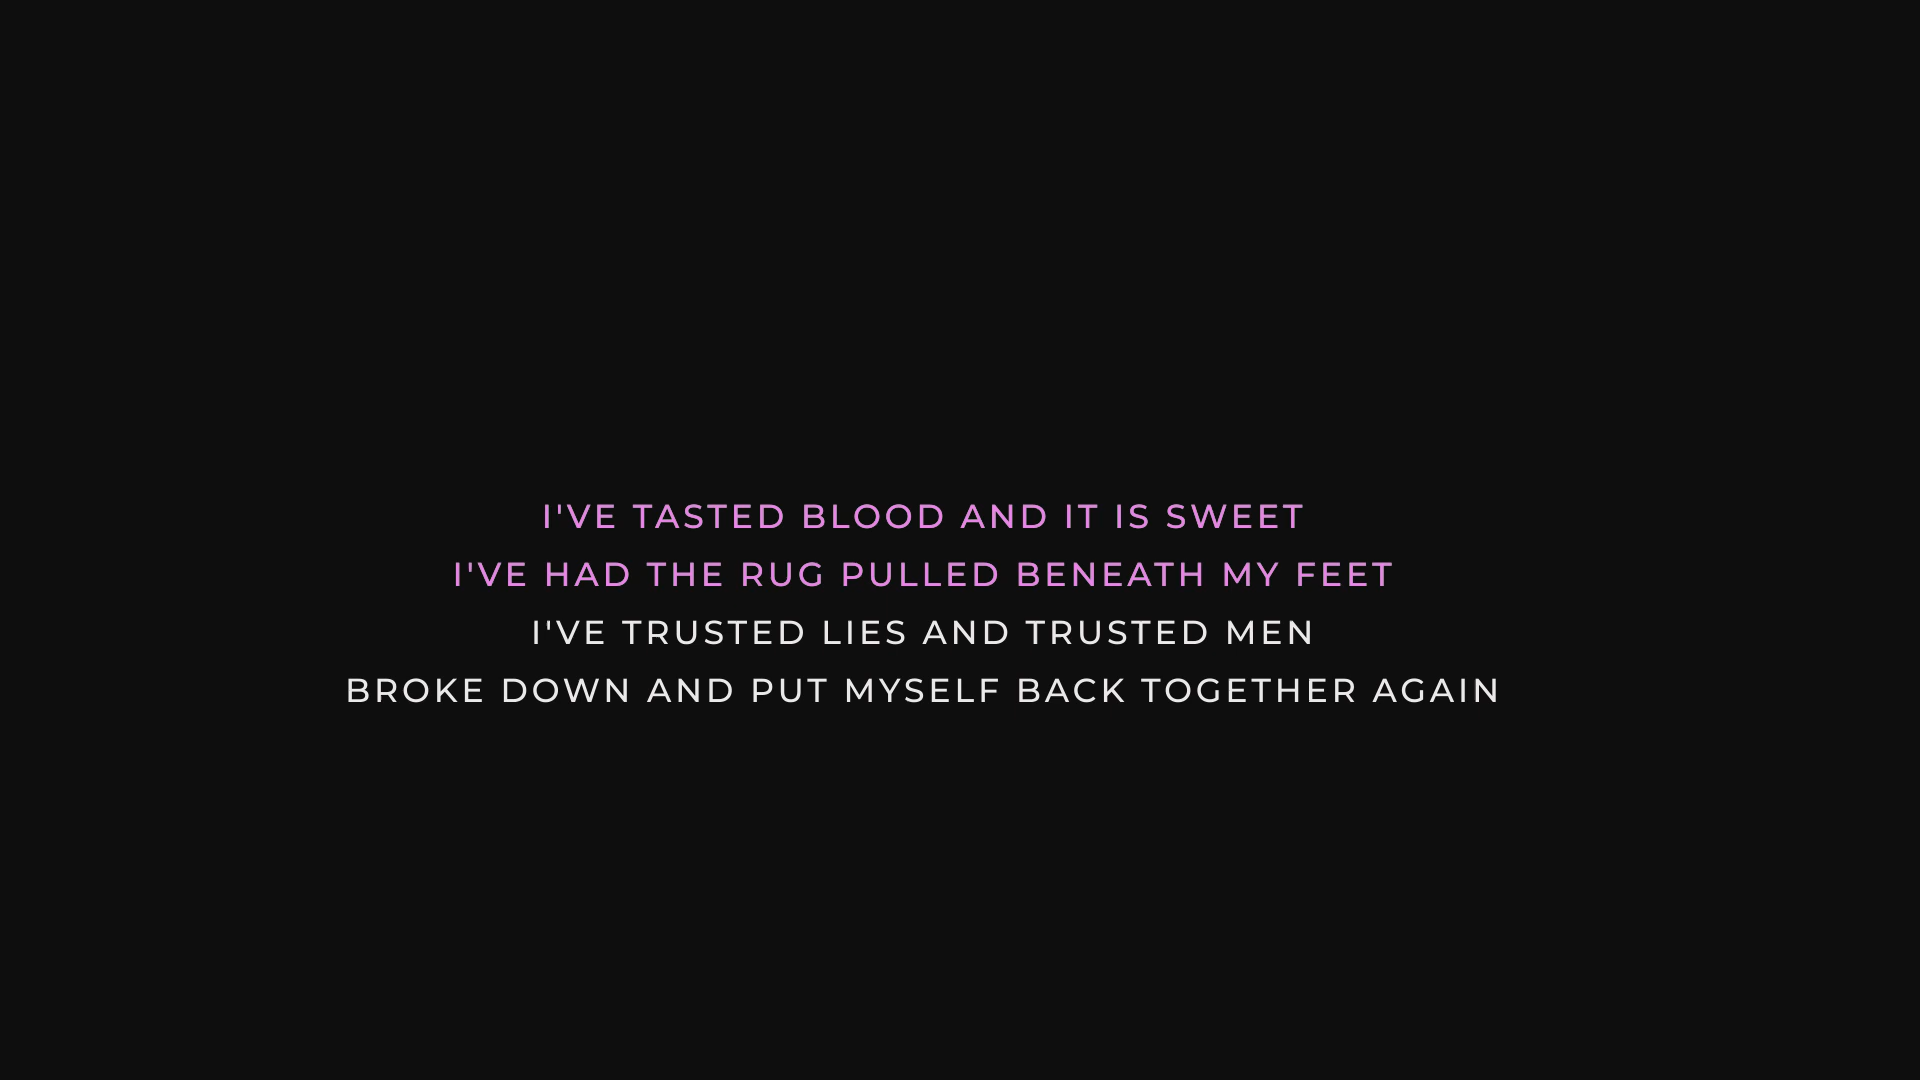 I'VE TASTED BLOOD AND IT IS SWEET
I'VE HAD THE RUG PULLED BENEATH MY FEET
I'VE TRUSTED LIES AND TRUSTED MEN
BROKE DOWN AND PUT MYSELF BACK TOGETHER AGAIN